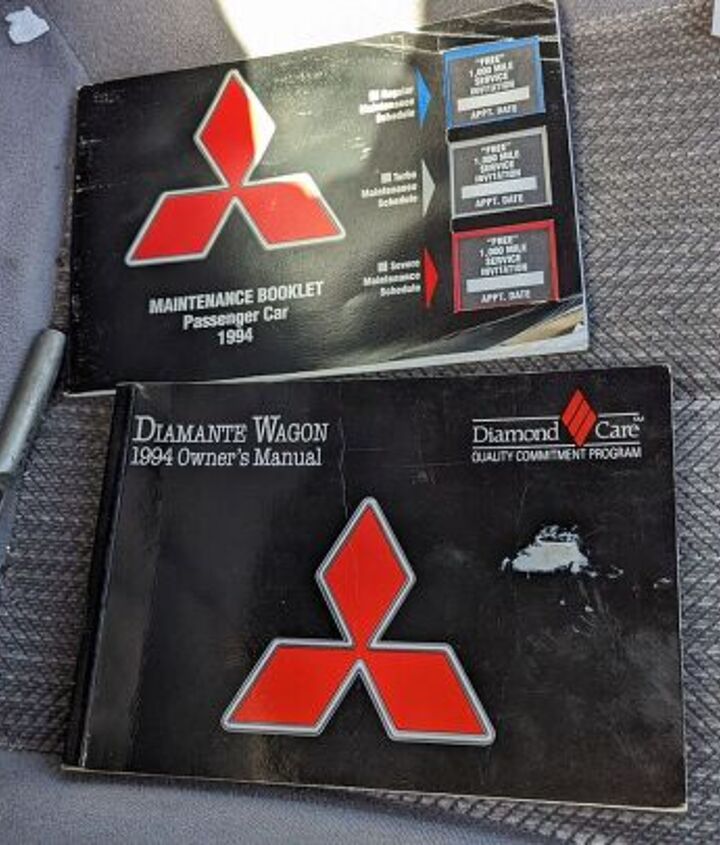 MAINTENANCE BOOKLET
Passenger Car
1994
Regular
Maintenance
Schedule
"FREE"
1,000 MILE
SERVICE
INVITATION
APPT. DATE
Turbo
Maintenance
Schedule
"FREE"
1,000 MILE
SERVICE
INVITATION
APPT. DATE
Severe
Maintenance
Schedule
"FREE"
1,000 MILE
SERVICE
INVITATION
APPT. DATE
DIAMANTE WAGON
1994 Owner's Manual
Diamond Care℠
QUALITY COMMITMENT PROGRAM